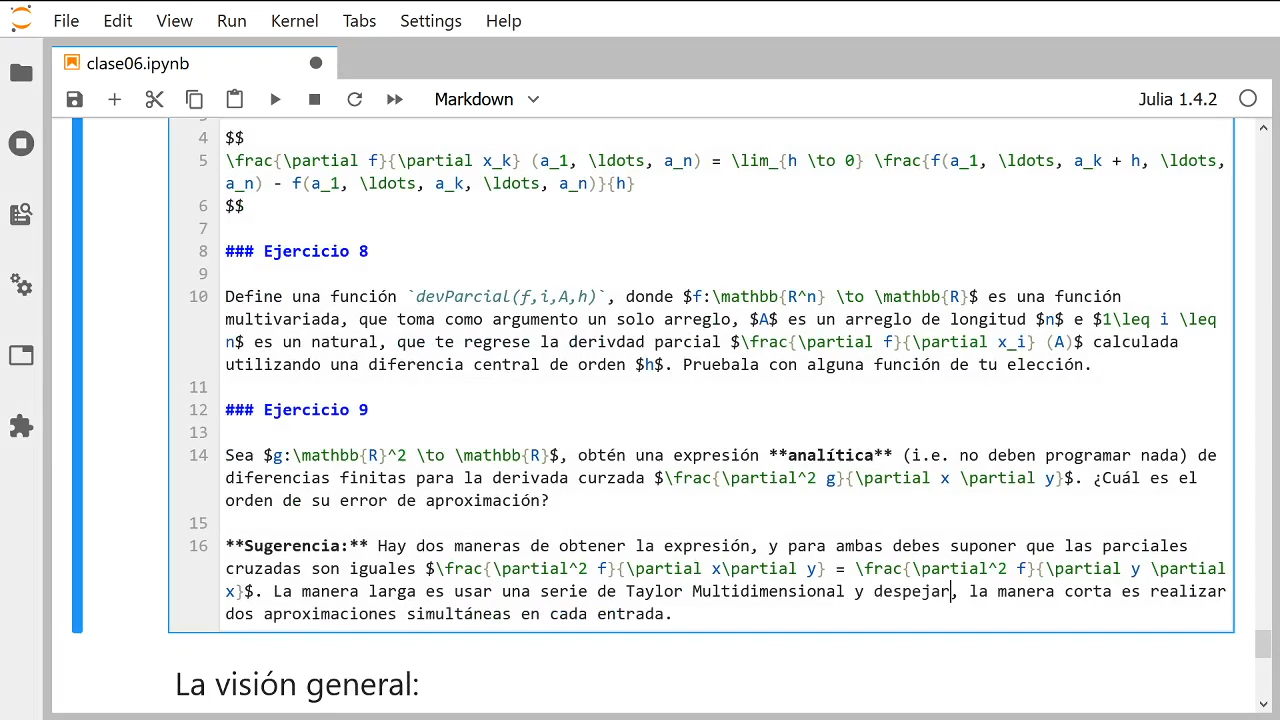 File Edit View Run Kernel Tabs Settings Help
clase06.ipynb
Markdown
Julia 1.4.2
4 $$
5 \frac{\partial f}{\partial x_k} (a_1, \ldots, a_n) = \lim_{h \to 0} \frac{f(a_1, \ldots, a_k + h, \ldots,
a_n) - f(a_1, \ldots, a_k, \ldots, a_n)}{h}
6 $$
7
8 ### Ejercicio 8
9
10 Define una función `devParcial(f,i,A,h)`, donde $f:\mathbb{R^n} \to \mathbb{R}$ es una función
multivariada, que toma como argumento un solo arreglo, $A$ es un arreglo de longitud $n$ e $1\leq i \leq
n$ es un natural, que te regrese la derivdad parcial $\frac{\partial f}{\partial x_i} (A)$ calculada
utilizando una diferencia central de orden $h$. Pruebala con alguna función de tu elección.
11
12 ### Ejercicio 9
13
14 Sea $g:\mathbb{R}^2 \to \mathbb{R}$, obtén una expresión **analítica** (i.e. no deben programar nada) de
diferencias finitas para la derivada curzada $\frac{\partial^2 g}{\partial x \partial y}$. ¿Cuál es el
orden de su error de aproximación?
15
16 **Sugerencia:** Hay dos maneras de obtener la expresión, y para ambas debes suponer que las parciales
cruzadas son iguales $\frac{\partial^2 f}{\partial x\partial y} = \frac{\partial^2 f}{\partial y \partial
x}$. La manera larga es usar una serie de Taylor Multidimensional y despejar, la manera corta es realizar
dos aproximaciones simultáneas en cada entrada.
La visión general: